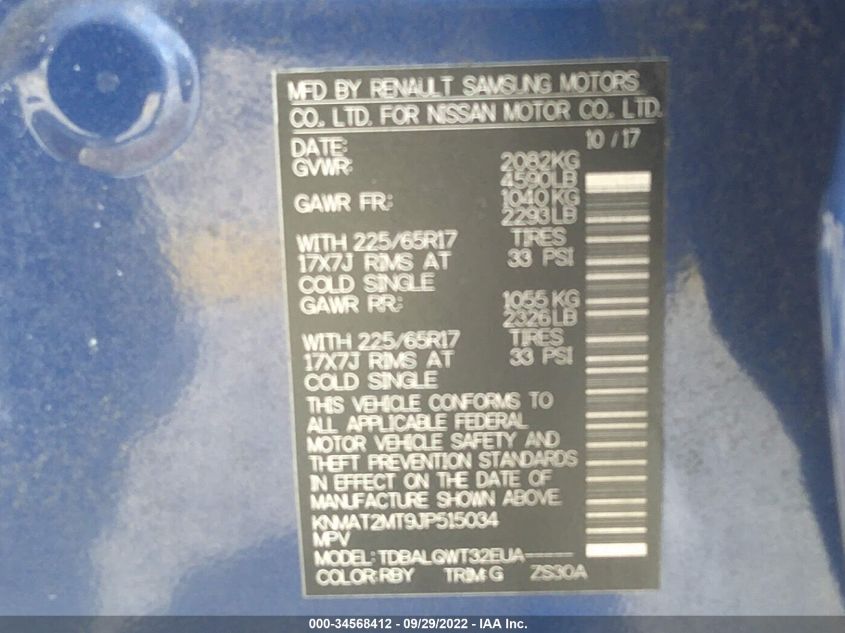 MFD BY RENAULT SAMSUNG MOTORS
CO., LTD. FOR NISSAN MOTOR CO., LTD.
DATE: 10 / 17
GVWR: 2082KG
4590LB
GAWR FR: 1040KG
2293LB
WITH 225/65R17 TIRES
17X7J RIMS AT 33 PSI
COLD SINGLE
GAWR RR: 1055KG
2326LB
WITH 225/65R17 TIRES
17X7J RIMS AT 33 PSI
COLD SINGLE
THIS VEHICLE CONFORMS TO
ALL APPLICABLE FEDERAL
MOTOR VEHICLE SAFETY AND
THEFT PREVENTION STANDARDS
IN EFFECT ON THE DATE OF
MANUFACTURE SHOWN ABOVE.
KNMAT2MT9JP515034
MPV
MODEL: TDBALGWT32EUA-----
COLOR:RBY TRIM:G ZS30A
000-34568412 - 09/29/2022 - IAA Inc.